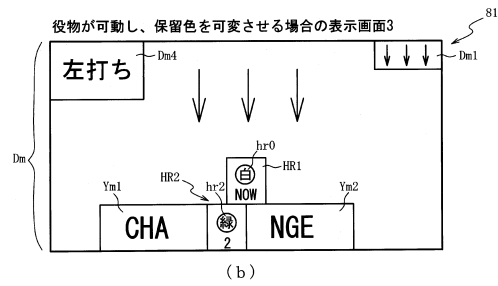 役物が可動し、保留色を可変させる場合の表示画面3
81
左打ち
Dm4
Dm1
Dm
hr0
白
HR1
NOW
Ym1
HR2
hr2
Ym2
CHA
緑
2
NGE
(b)